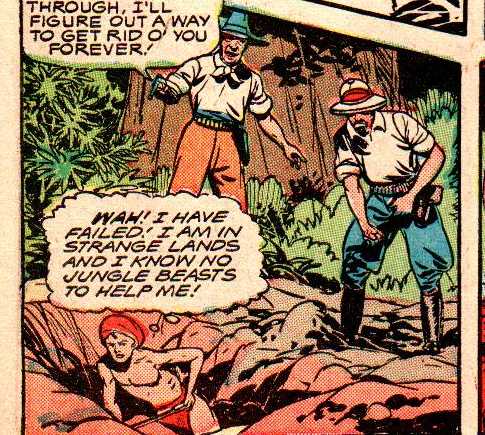 THROUGH, I'LL
FIGURE OUT A WAY
TO GET RID O' YOU
FOREVER!
WAH! I HAVE
FAILED! I AM IN
STRANGE LANDS
AND I KNOW NO
JUNGLE BEASTS
TO HELP ME!